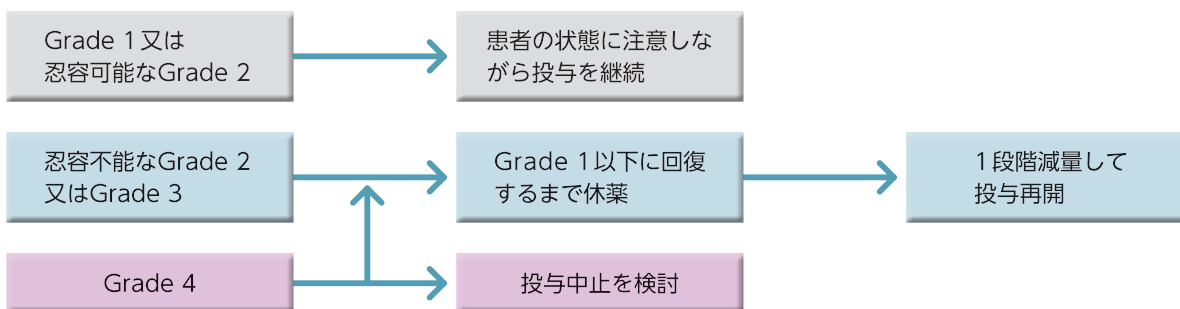 Grade 1又は
忍容可能なGrade 2
患者の状態に注意しな
がら投与を継続
忍容不能なGrade 2
又はGrade 3
Grade 1以下に回復
するまで休薬
1段階減量して
投与再開
Grade 4
投与中止を検討